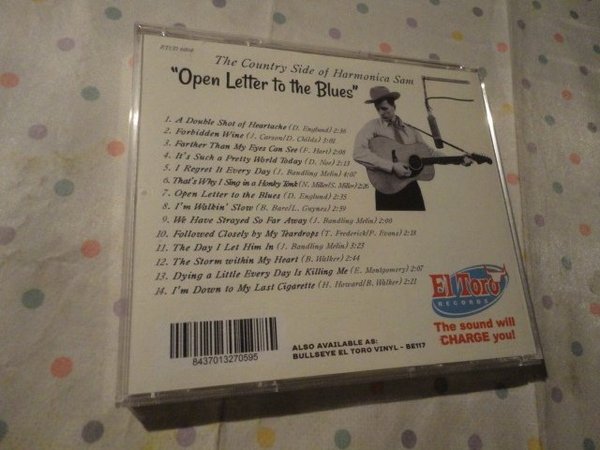 ETCD 6098
The Country Side of Harmonica Sam
"Open Letter to the Blues"
1. A Double Shot of Heartache (D. Englund) 2:36
2. Forbidden Wine (J. Carson/D. Childs) 3:01
3. Farther Than My Eyes Can See (F. Hart) 2:08
4. It's Such a Pretty World Today (D. Noe) 2:13
5. I Regret It Every Day (J. Bandling Melin) 4:07
6. That's Why I Sing in a Honky Tonk (N. Miller/S. Miller) 2:26
7. Open Letter to the Blues (D. Englund) 2:35
8. I'm Walkin' Slow (B. Bare/L. Guynes) 2:39
9. We Have Strayed So Far Away (J. Bandling Melin) 2:00
10. Followed Closely by My Teardrops (T. Frederick/P. Evans) 2:18
11. The Day I Let Him In (J. Bandling Melin) 3:23
12. The Storm within My Heart (B. Walker) 2:44
13. Dying a Little Every Day Is Killing Me (E. Montgomery) 2:07
14. I'm Down to My Last Cigarette (H. Howard/B. Walker) 2:21
El Toro
RECORDS
The sound will
CHARGE you!
8437013270595
ALSO AVAILABLE AS:
BULLSEYE EL TORO VINYL - BE117